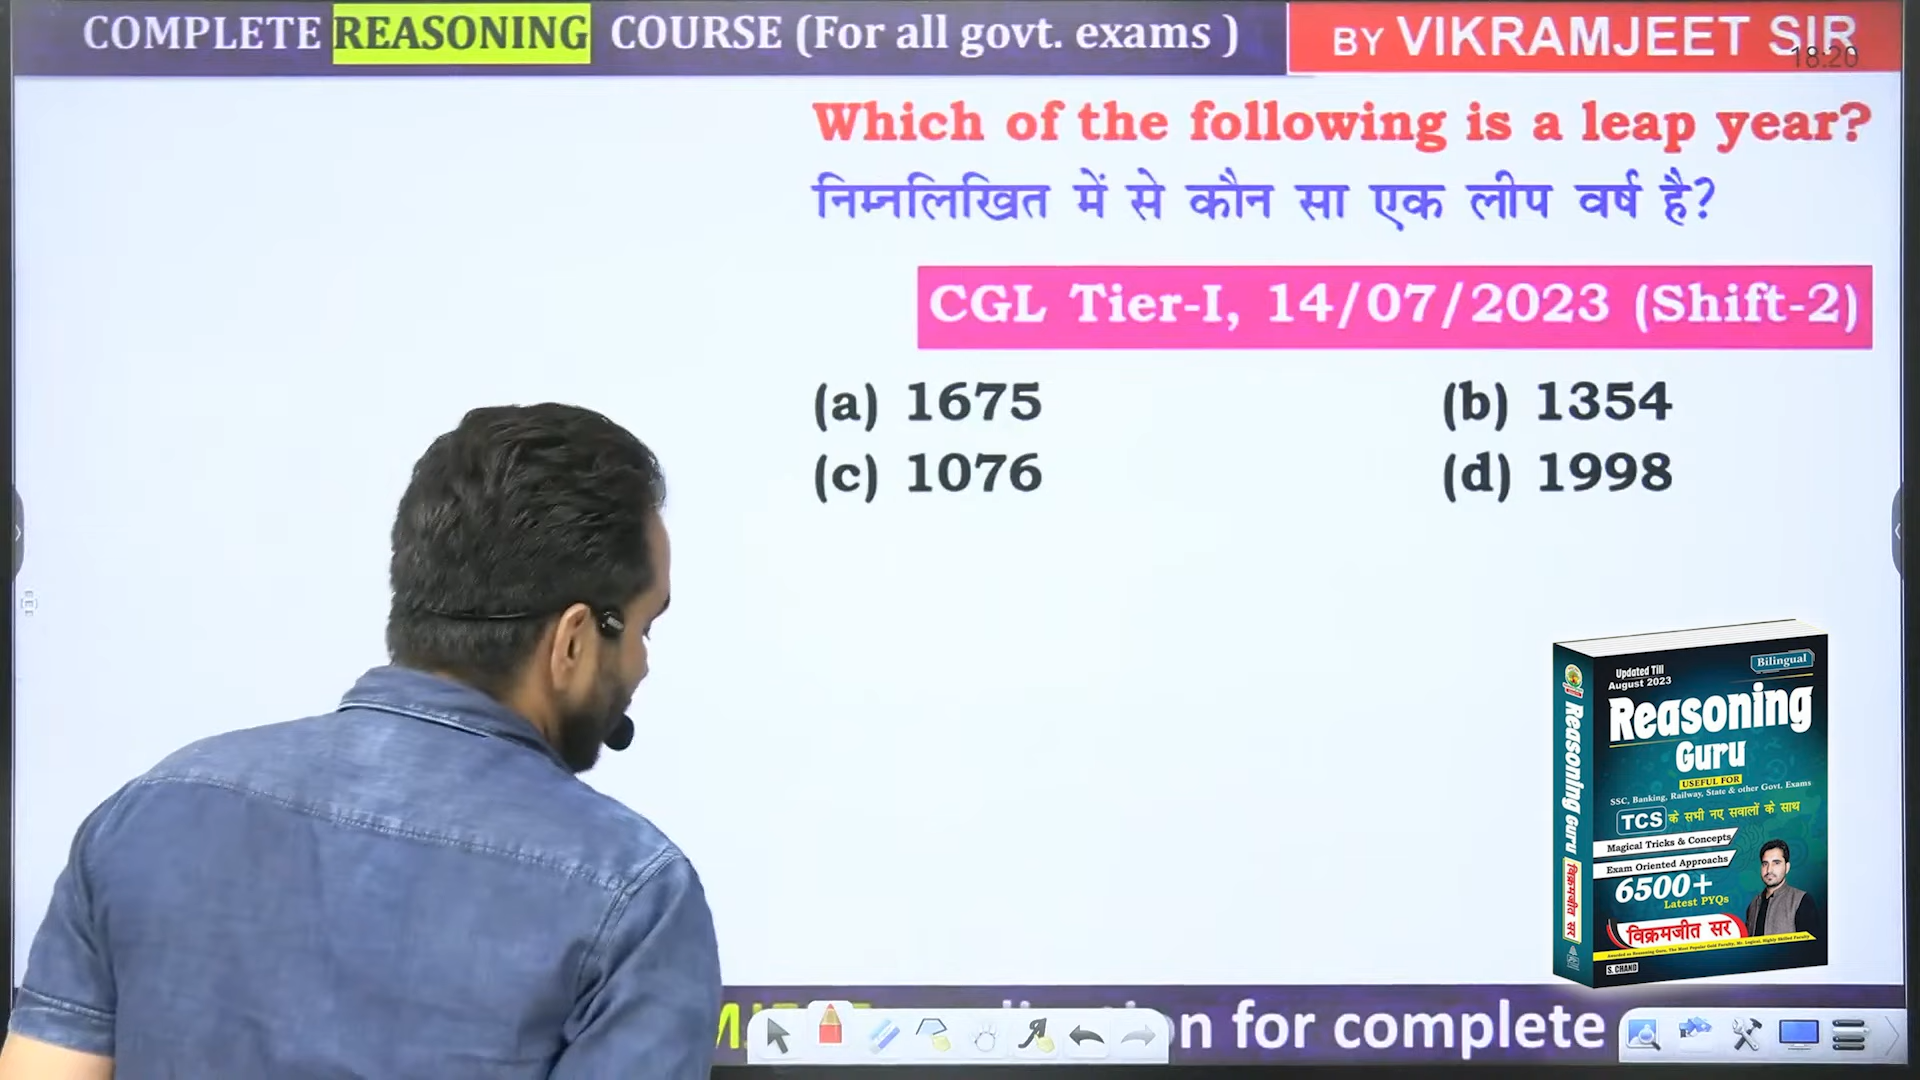 COMPLETE REASONING COURSE (For all govt. exams )
BY VIKRAMJEET SIR
18:20
Which of the following is a leap year?
निम्नलिखित में से कौन सा एक लीप वर्ष है?
CGL Tier-I, 14/07/2023 (Shift-2)
(a) 1675
(b) 1354
(c) 1076
(d) 1998
Updated Till
August 2023
Bilingual
Reasoning
Guru
USEFUL FOR
SSC, Banking, Railway, State & other Govt. Exams
TCS के सभी नए सवालों के साथ
Magical Tricks & Concepts
Exam Oriented Approachs
6500+
Latest PYQs
विक्रमजीत सर
Reasoning Guru विक्रमजीत सर
S. CHAND
for complete